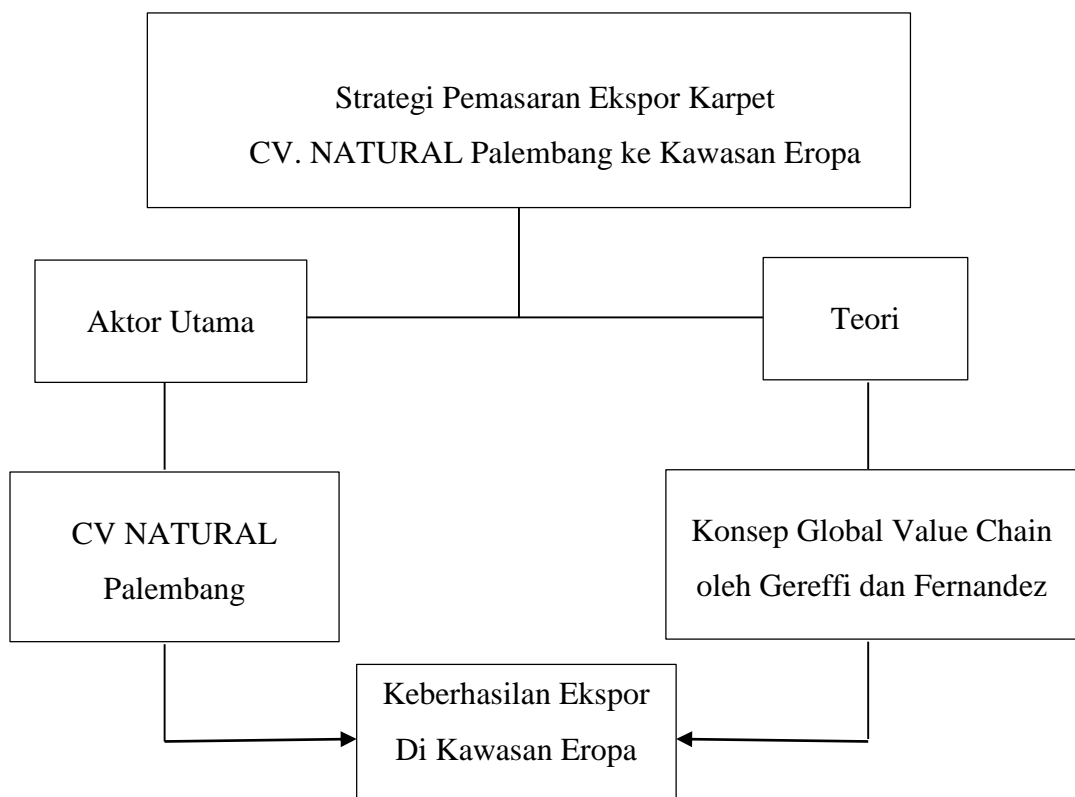 Strategi Pemasaran Ekspor Karpet
CV. NATURAL Palembang ke Kawasan Eropa
Aktor Utama
Teori
CV NATURAL
Palembang
Konsep Global Value Chain
oleh Gereffi dan Fernandez
Keberhasilan Ekspor
Di Kawasan Eropa